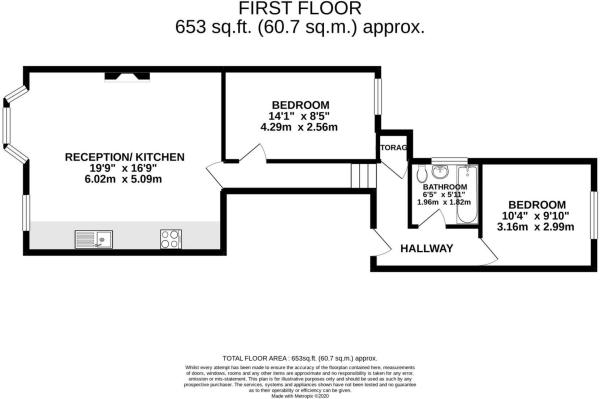 FIRST FLOOR
653 sq.ft. (60.7 sq.m.) approx.
BEDROOM
14'1" x 8'5"
4.29m x 2.56m
RECEPTION/ KITCHEN
19'9" x 16'9"
6.02m x 5.09m
TORAG
BATHROOM
6'5" x 5'11"
1.96m x 1.82m
BEDROOM
10'4" x 9'10"
3.16m x 2.99m
HALLWAY
TOTAL FLOOR AREA : 653sq.ft. (60.7 sq.m.) approx.
Whilst every attempt has been made to ensure the accuracy of the floorplan contained here, measurements
of doors, windows, rooms and any other items are approximate and no responsibility is taken for any error,
omission or mis-statement. This plan is for illustrative purposes only and should be used as such by any
prospective purchaser. The services, systems and appliances shown have not been tested and no guarantee
as to their operability or efficiency can be given.
Made with Metropix ©2020